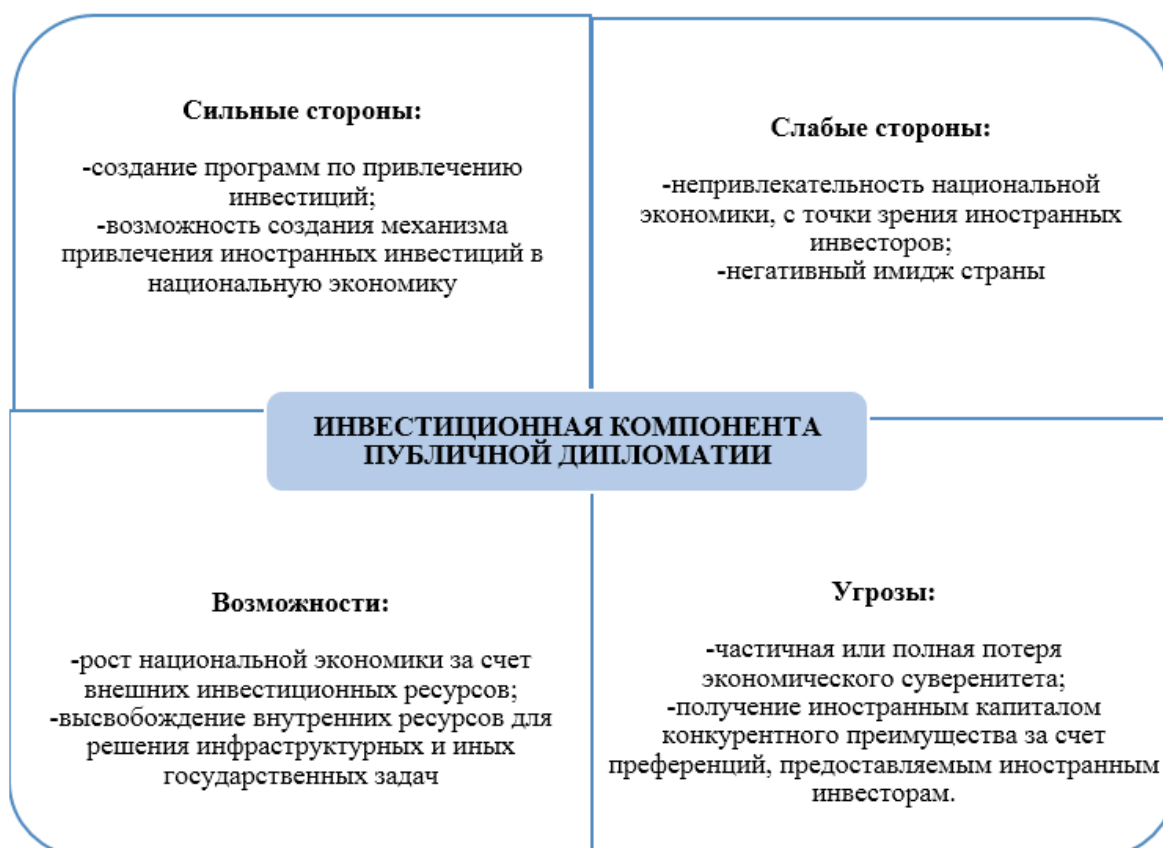 Сильные стороны:
-создание программ по привлечению
инвестиций;
-возможность создания механизма
привлечения иностранных инвестиций в
национальную экономику
Слабые стороны:
-непривлекательность национальной
экономики, с точки зрения иностранных
инвесторов;
-негативный имидж страны
ИНВЕСТИЦИОННАЯ КОМПОНЕНТА
ПУБЛИЧНОЙ ДИПЛОМАТИИ
Возможности:
-рост национальной экономики за счет
внешних инвестиционных ресурсов;
-высвобождение внутренних ресурсов для
решения инфраструктурных и иных
государственных задач
Угрозы:
-частичная или полная потеря
экономического суверенитета;
-получение иностранным капиталом
конкурентного преимущества за счет
преференций, предоставляемым иностранным
инвесторам.